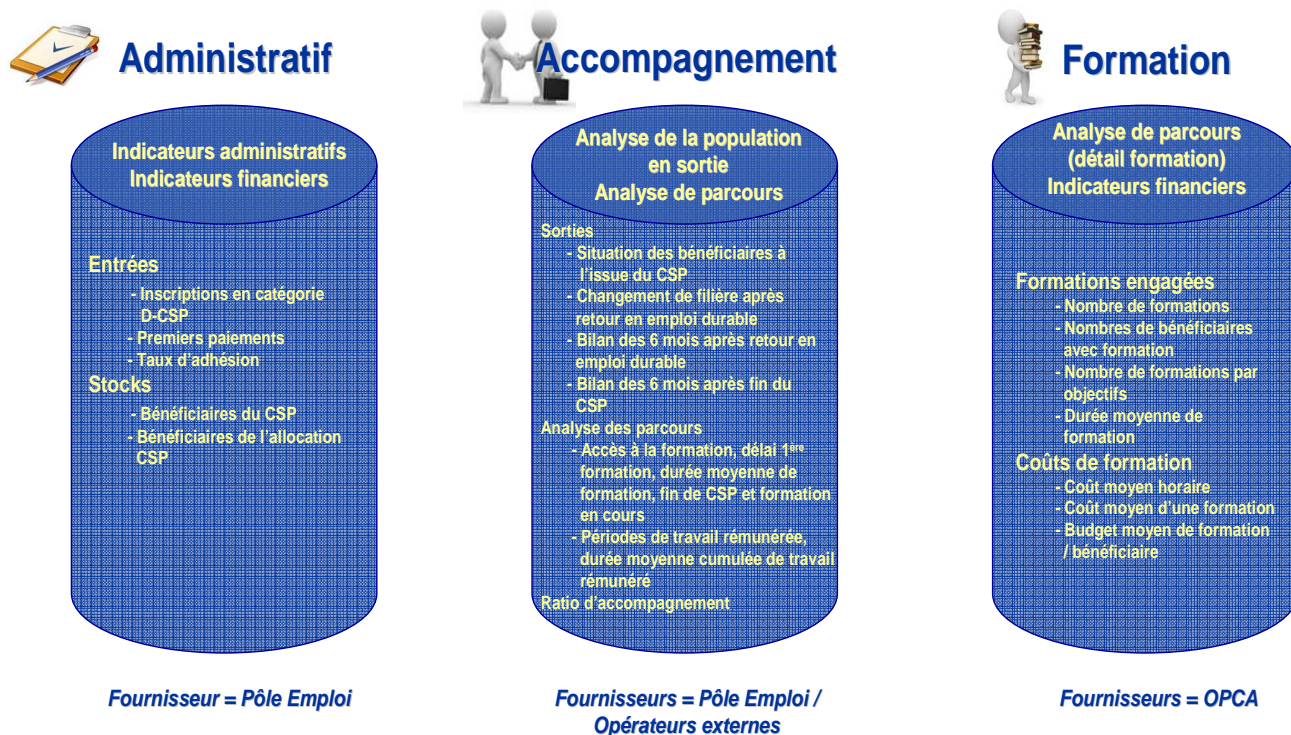 Administratif
Indicateurs administratifs
Indicateurs financiers
Entrées
- Inscriptions en catégorie
D-CSP
- Premiers paiements
- Taux d'adhésion
Stocks
- Bénéficiaires du CSP
- Bénéficiaires de l'allocation
CSP
Fournisseur = Pôle Emploi
Accompagnement
Analyse de la population
en sortie
Analyse de parcours
Sorties
- Situation des bénéficiaires à
l'issue du CSP
- Changement de filière après
retour en emploi durable
- Bilan des 6 mois après retour en
emploi durable
- Bilan des 6 mois après fin du
CSP
Analyse des parcours
- Accès à la formation, délai 1ère
formation, durée moyenne de
formation, fin de CSP et formation
en cours
- Périodes de travail rémunérée,
durée moyenne cumulée de travail
rémunéré
Ratio d'accompagnement
Fournisseurs = Pôle Emploi /
Opérateurs externes
Formation
Analyse de parcours
(détail formation)
Indicateurs financiers
Formations engagées
- Nombre de formations
- Nombres de bénéficiaires
avec formation
- Nombre de formations par
objectifs
- Durée moyenne de
formation
Coûts de formation
- Coût moyen horaire
- Coût moyen d'une formation
- Budget moyen de formation
/ bénéficiaire
Fournisseurs = OPCA